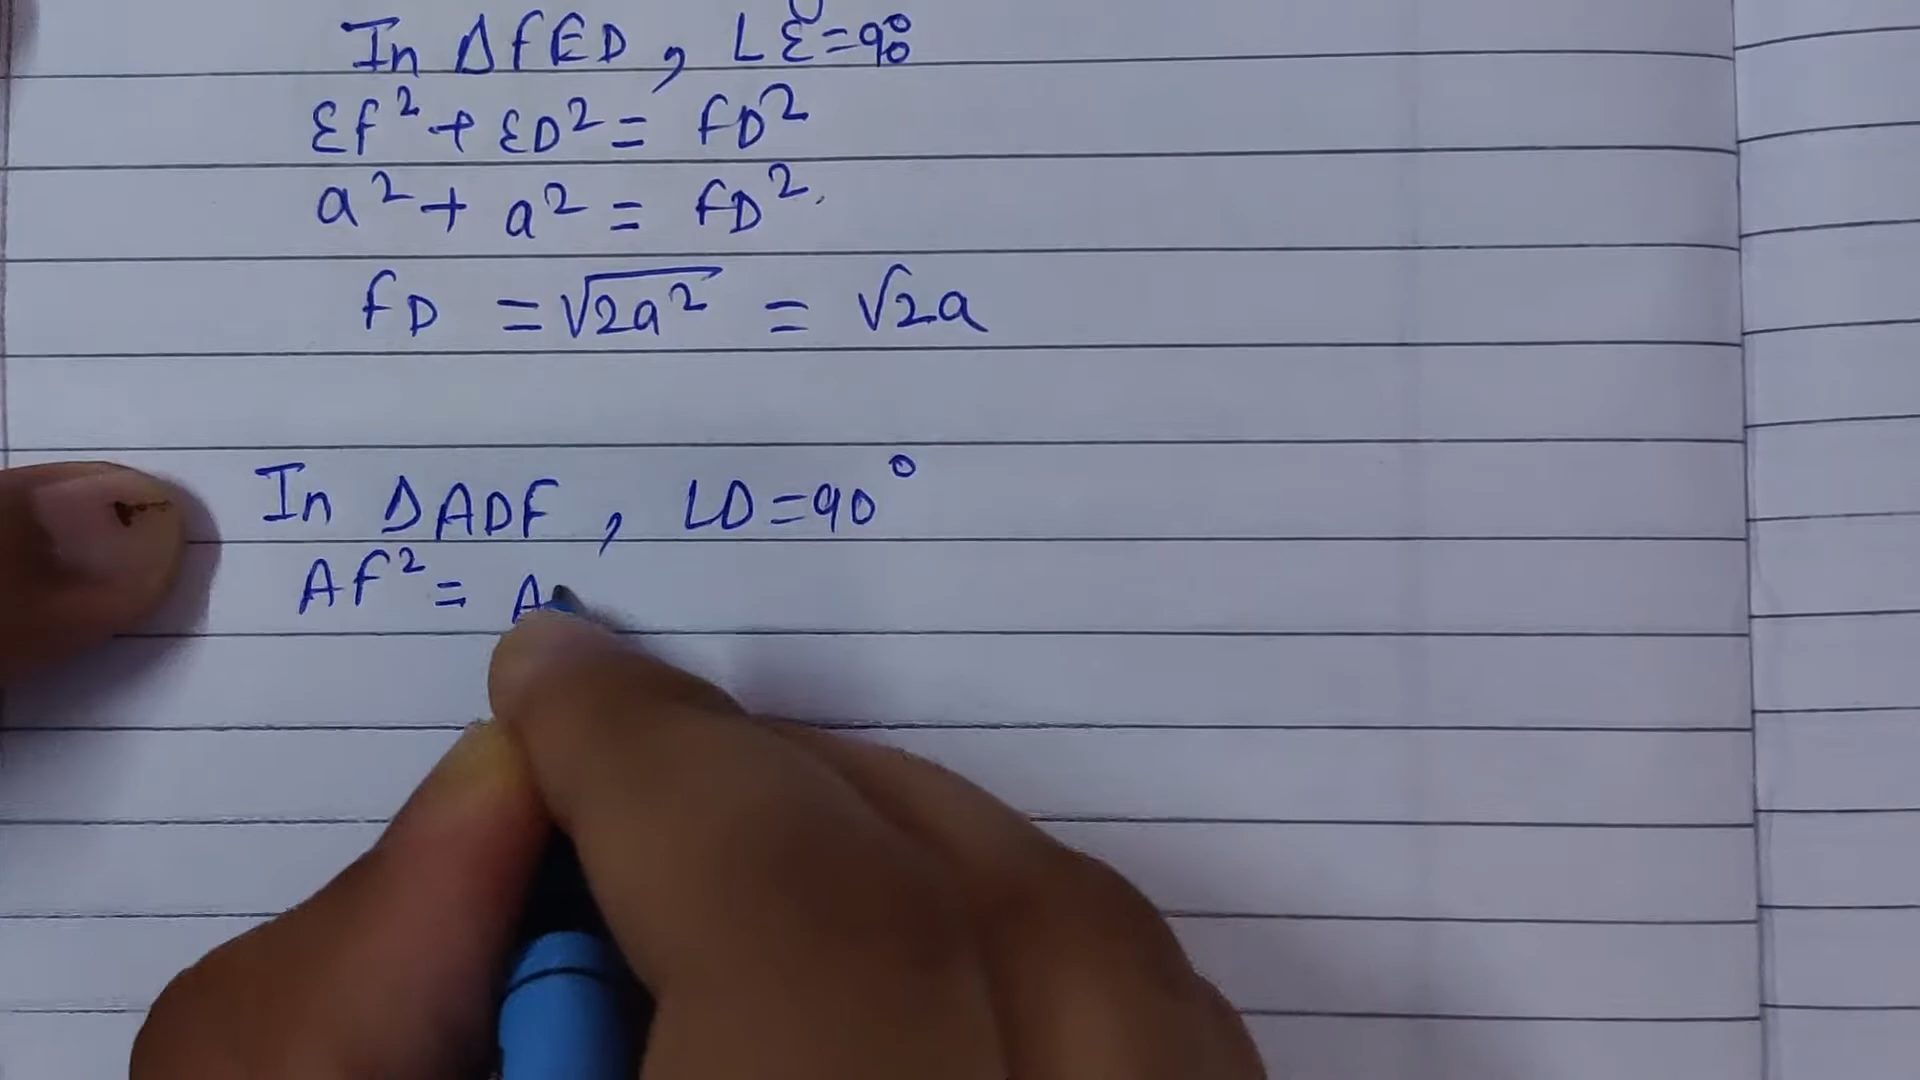 In ΔFED, ∠E=90°
EF²+ED²= FD²
a²+ a² = FD².
FD =√2a² = √2a
In ΔADF, ∠D=90°
AF²= A